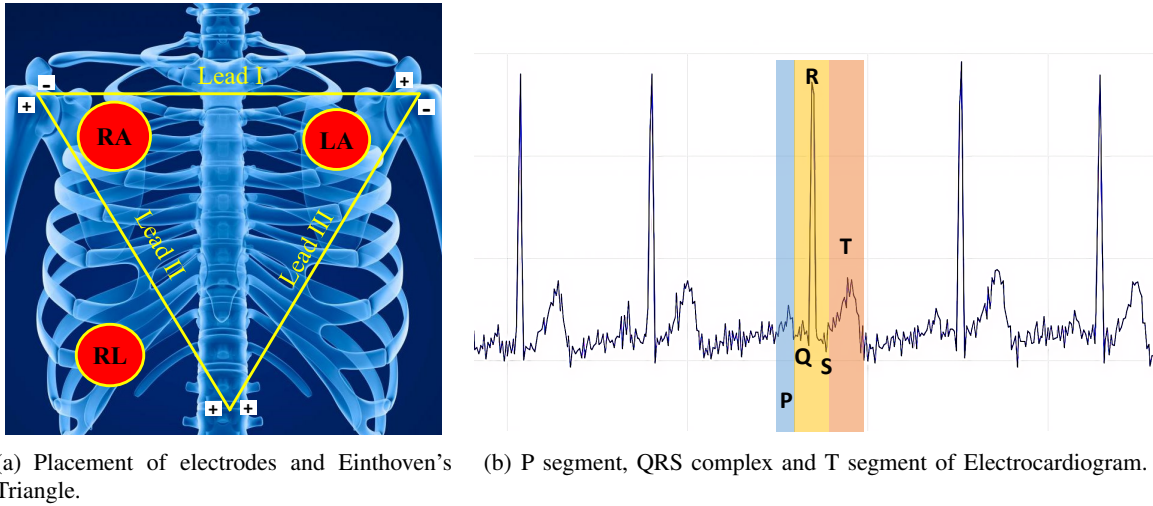 Lead I
- +
+ -
RA LA
Lead II
Lead III
RL
+ +
R
T
Q
S
P
(a) Placement of electrodes and Einthoven's
Triangle.
(b) P segment, QRS complex and T segment of Electrocardiogram.